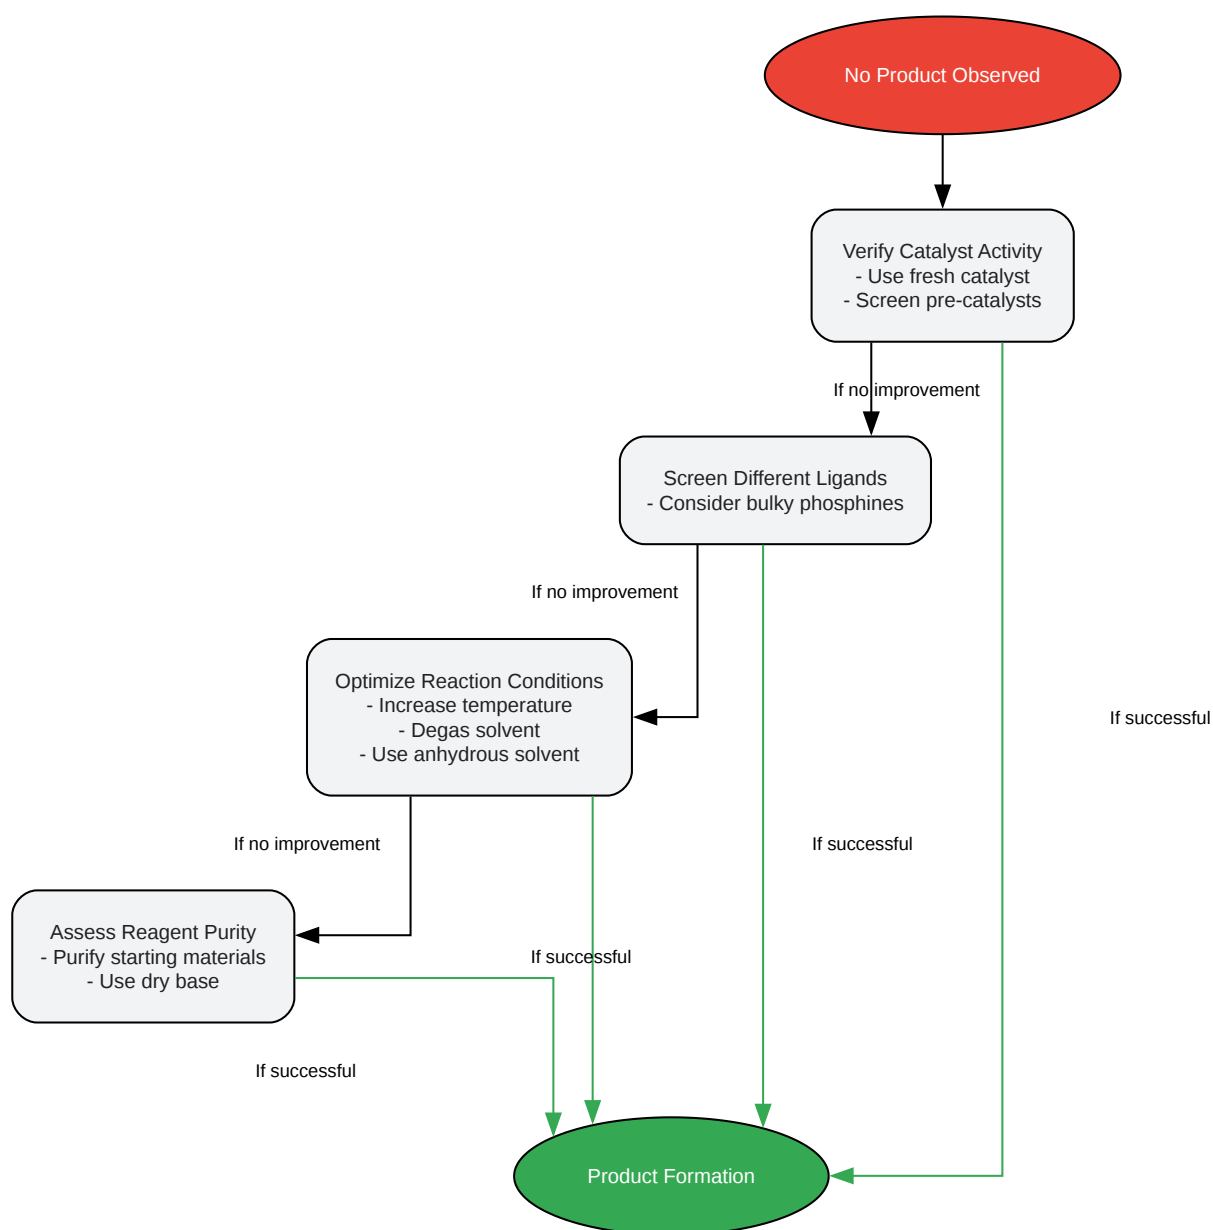 No Product Observed
Verify Catalyst Activity
- Use fresh catalyst
- Screen pre-catalysts
If no improvement
Screen Different Ligands
- Consider bulky phosphines
If no improvement
Optimize Reaction Conditions
- Increase temperature
- Degas solvent
- Use anhydrous solvent
If successful
If no improvement
If successful
Assess Reagent Purity
- Purify starting materials
- Use dry base
If successful
If successful
Product Formation